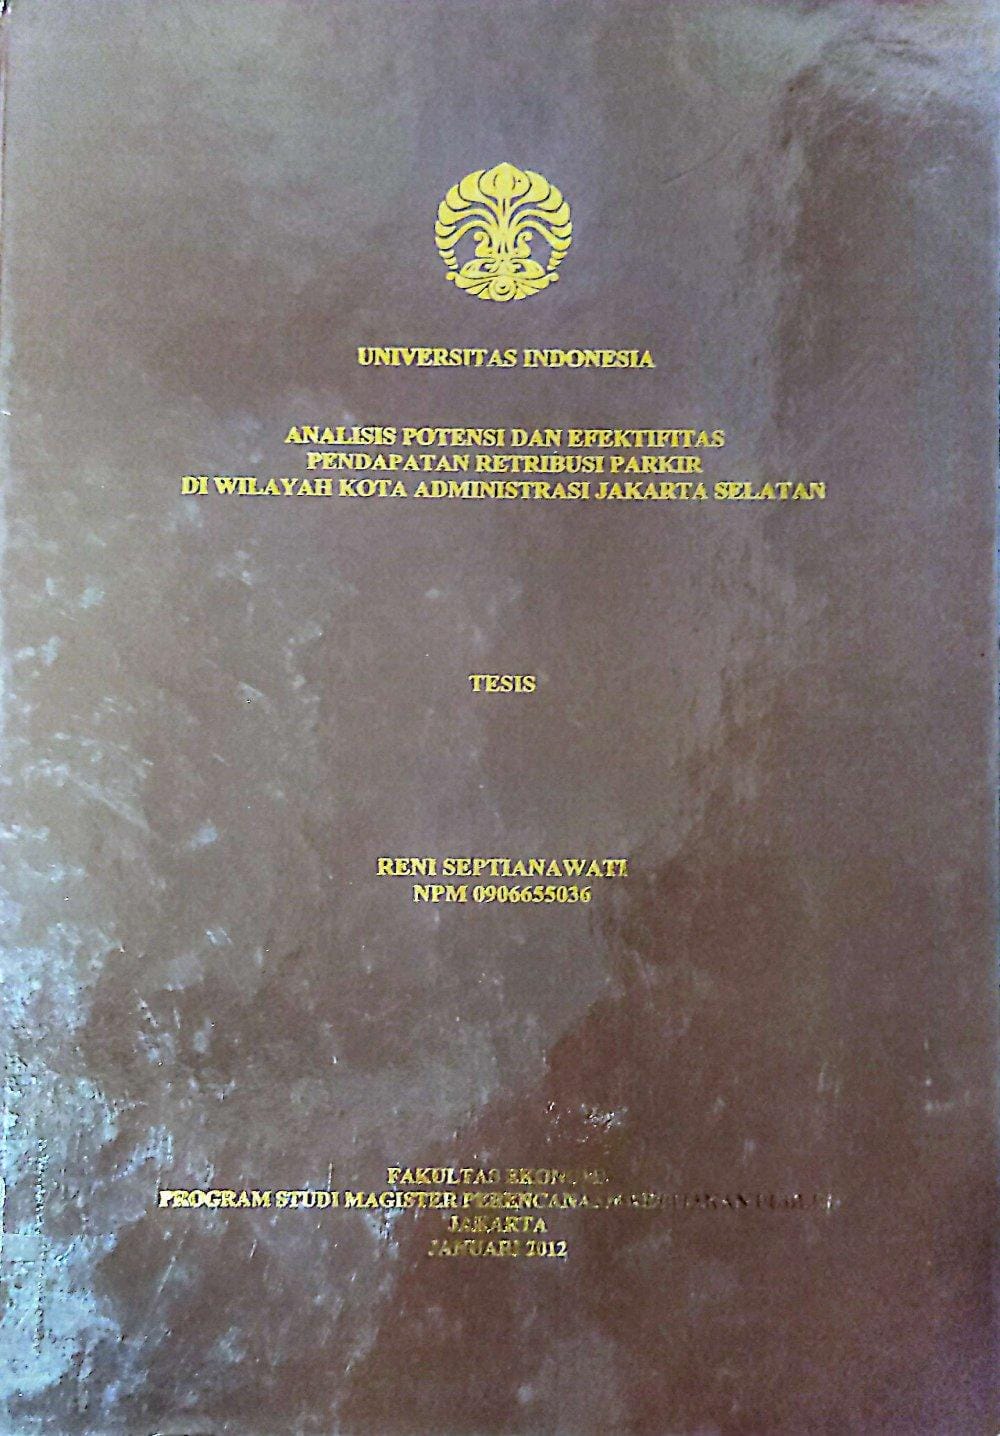 UNIVERSITAS INDONESIA
ANALISIS POTENSI DAN EFEKTIFITAS
PENDAPATAN RETRIBUSI PARKIR
DI WILAYAH KOTA ADMINISTRASI JAKARTA SELATAN
TESIS
RENI SEPTIANAWATI
NPM 0906655036
FAKULTAS
PROGRAM STUDI MAGISTER
JAKARTA
JANUARI 2012